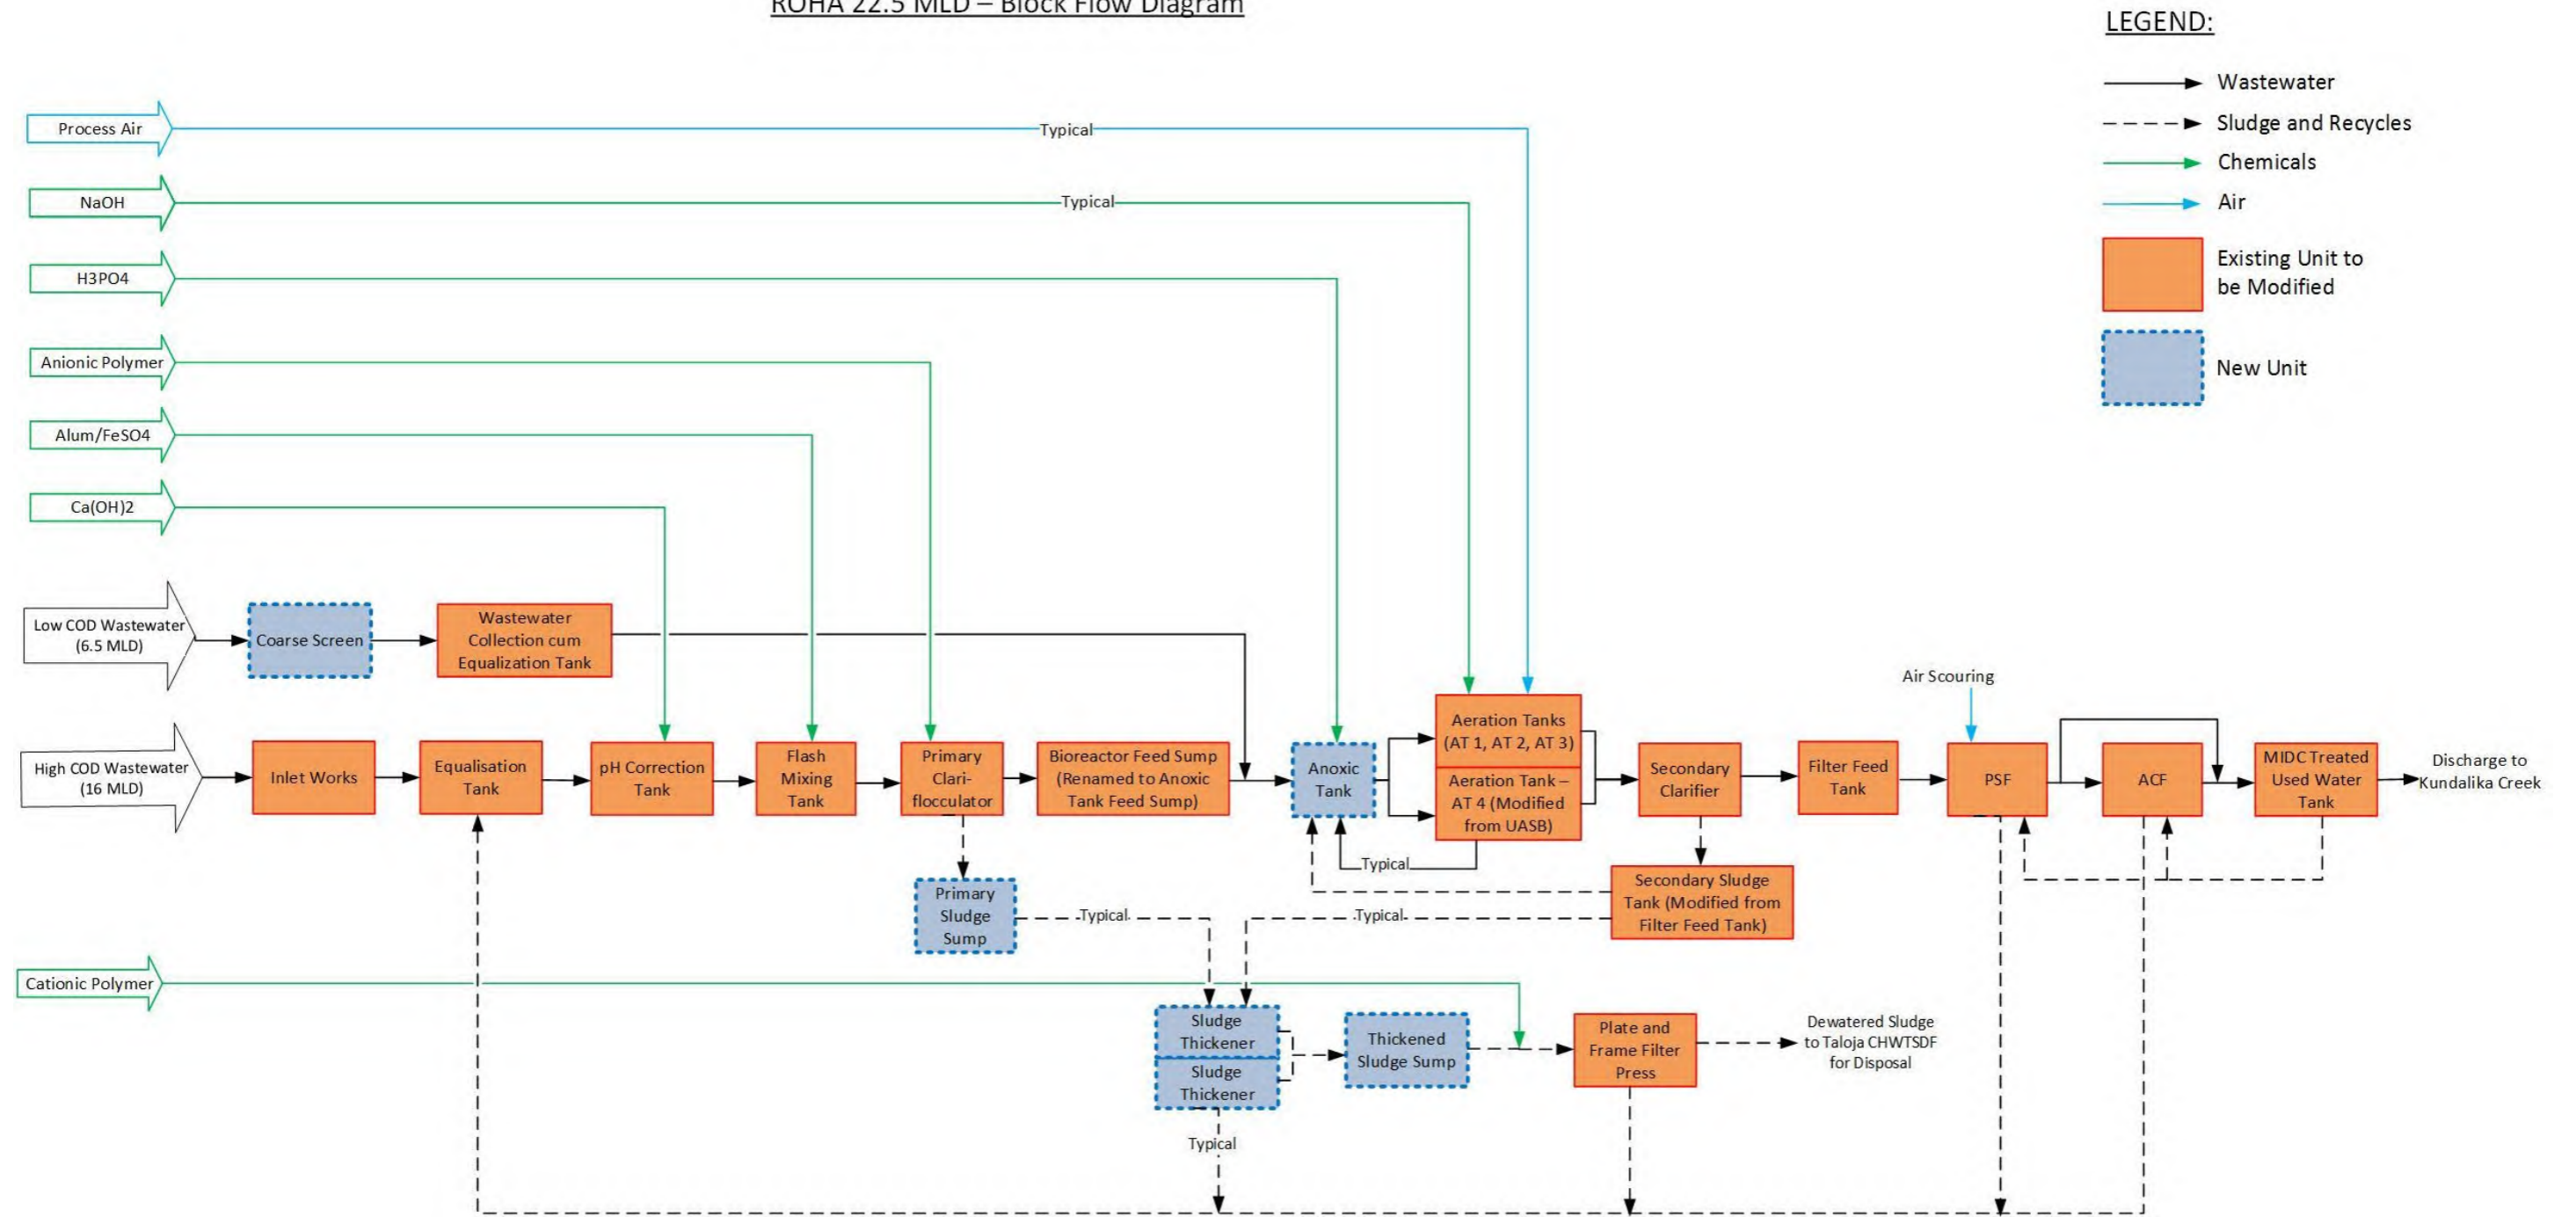 ROHA 22.5 MLD – Block Flow Diagram
LEGEND:
Wastewater
Sludge and Recycles
Chemicals
Air
Existing Unit to
be Modified
New Unit
Process Air
Typical
NaOH
Typical
H3PO4
Anionic Polymer
Alum/FeSO4
Ca(OH)2
Low COD Wastewater
(6.5 MLD)
Coarse Screen
Wastewater
Collection cum
Equalization Tank
High COD Wastewater
(16 MLD)
Inlet Works
Equalisation
Tank
pH Correction
Tank
Flash
Mixing
Tank
Primary
Clari-
flocculator
Bioreactor Feed Sump
(Renamed to Anoxic
Tank Feed Sump)
Anoxic
Tank
Aeration Tanks
(AT 1, AT 2, AT 3)
Aeration Tank –
AT 4 (Modified
from UASB)
Typical
Secondary
Clarifier
Filter Feed
Tank
Air Scouring
PSF
ACF
MIDC Treated
Used Water
Tank
Discharge to
Kundalika Creek
Primary
Sludge
Sump
Typical
Typical
Secondary Sludge
Tank (Modified from
Filter Feed Tank)
Cationic Polymer
Sludge
Thickener
Sludge
Thickener
Typical
Thickened
Sludge Sump
Plate and
Frame Filter
Press
Dewatered Sludge
to Taloja CHWTSDF
for Disposal